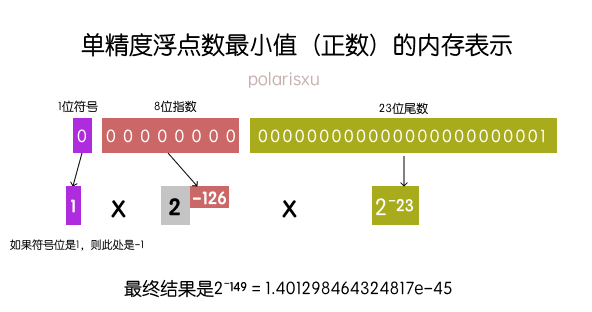 单精度浮点数最小值（正数）的内存表示
polarisxu
1位符号 8位指数 23位尾数
0 0 0 0 0 0 0 0 0 00000000000000000000001
1 x 2 -126 x 2-23
如果符号位是1，则此处是-1
最终结果是2-149 = 1.401298464324817e-45